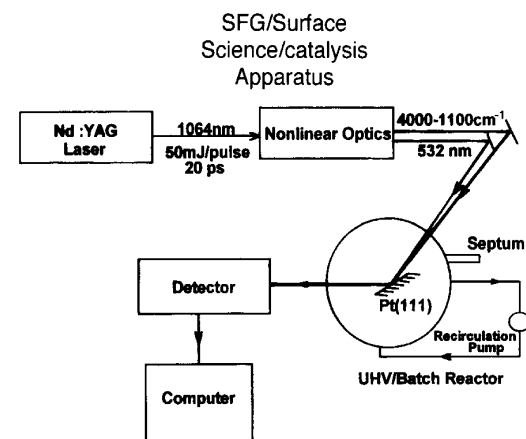 SFG/Surface
Science/catalysis
Apparatus
Nd :YAG
Laser
1064nm
50mJ/pulse
20 ps
Nonlinear Optics
4000-1100cm⁻¹
532 nm
Septum
Pt(111)
Detector
Recirculation
Pump
UHV/Batch Reactor
Computer